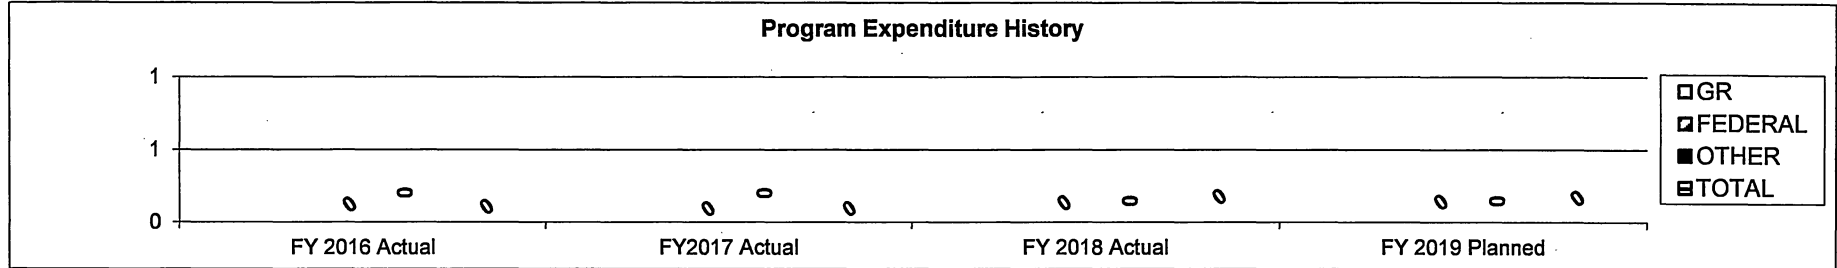 Program Expenditure History
1
1
0
0 0 0
0 0 0
0 0 0
0 0 0
FY 2016 Actual
FY2017 Actual
FY 2018 Actual
FY 2019 Planned
GR
FEDERAL
OTHER
TOTAL